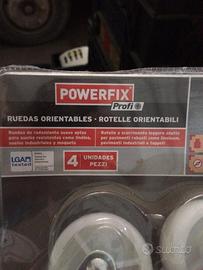 POWERFIX
Profi+
RUEDAS ORIENTABLES · ROTELLE ORIENTABILI
Ruedas de rodamiento suave aptas
para suelos resistentes como linóleo,
suelos industriales y moqueta
Rotelle a scorrimento leggero adatte per
pavimenti robusti come linoleum,
pavimenti industriali o tappeti
LGA
tested
4 UNIDADES
PEZZI
subito